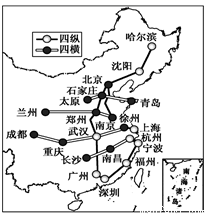 四纵
四横
哈尔滨
沈阳
北京
石家庄
太原
青岛
兰州
郑州
徐州
成都
南京
上海
武汉
杭州
重庆
宁波
长沙
南昌
福州
广州
深圳
南海诸岛